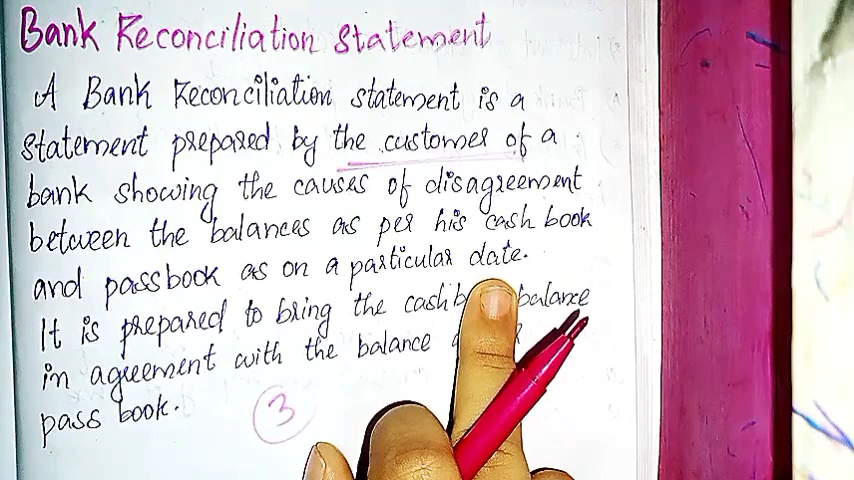 Bank Reconciliation Statement
A Bank Reconciliation statement is a
statement prepared by the customer of a
bank showing the causes of disagreement
between the balances as per his cash book
and passbook as on a particular date.
It is prepared to bring the cash balance
in agreement with the balance
pass book.
3